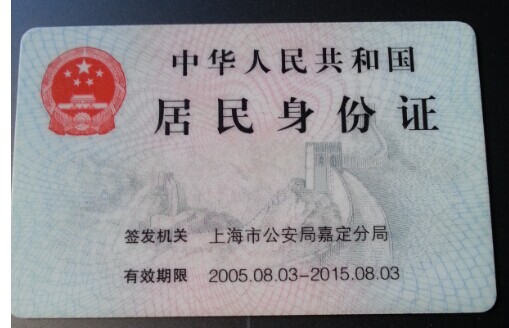 中华人民共和国
居民身份证
签发机关 上海市公安局嘉定分局
有效期限 2005.08.03-2015.08.03